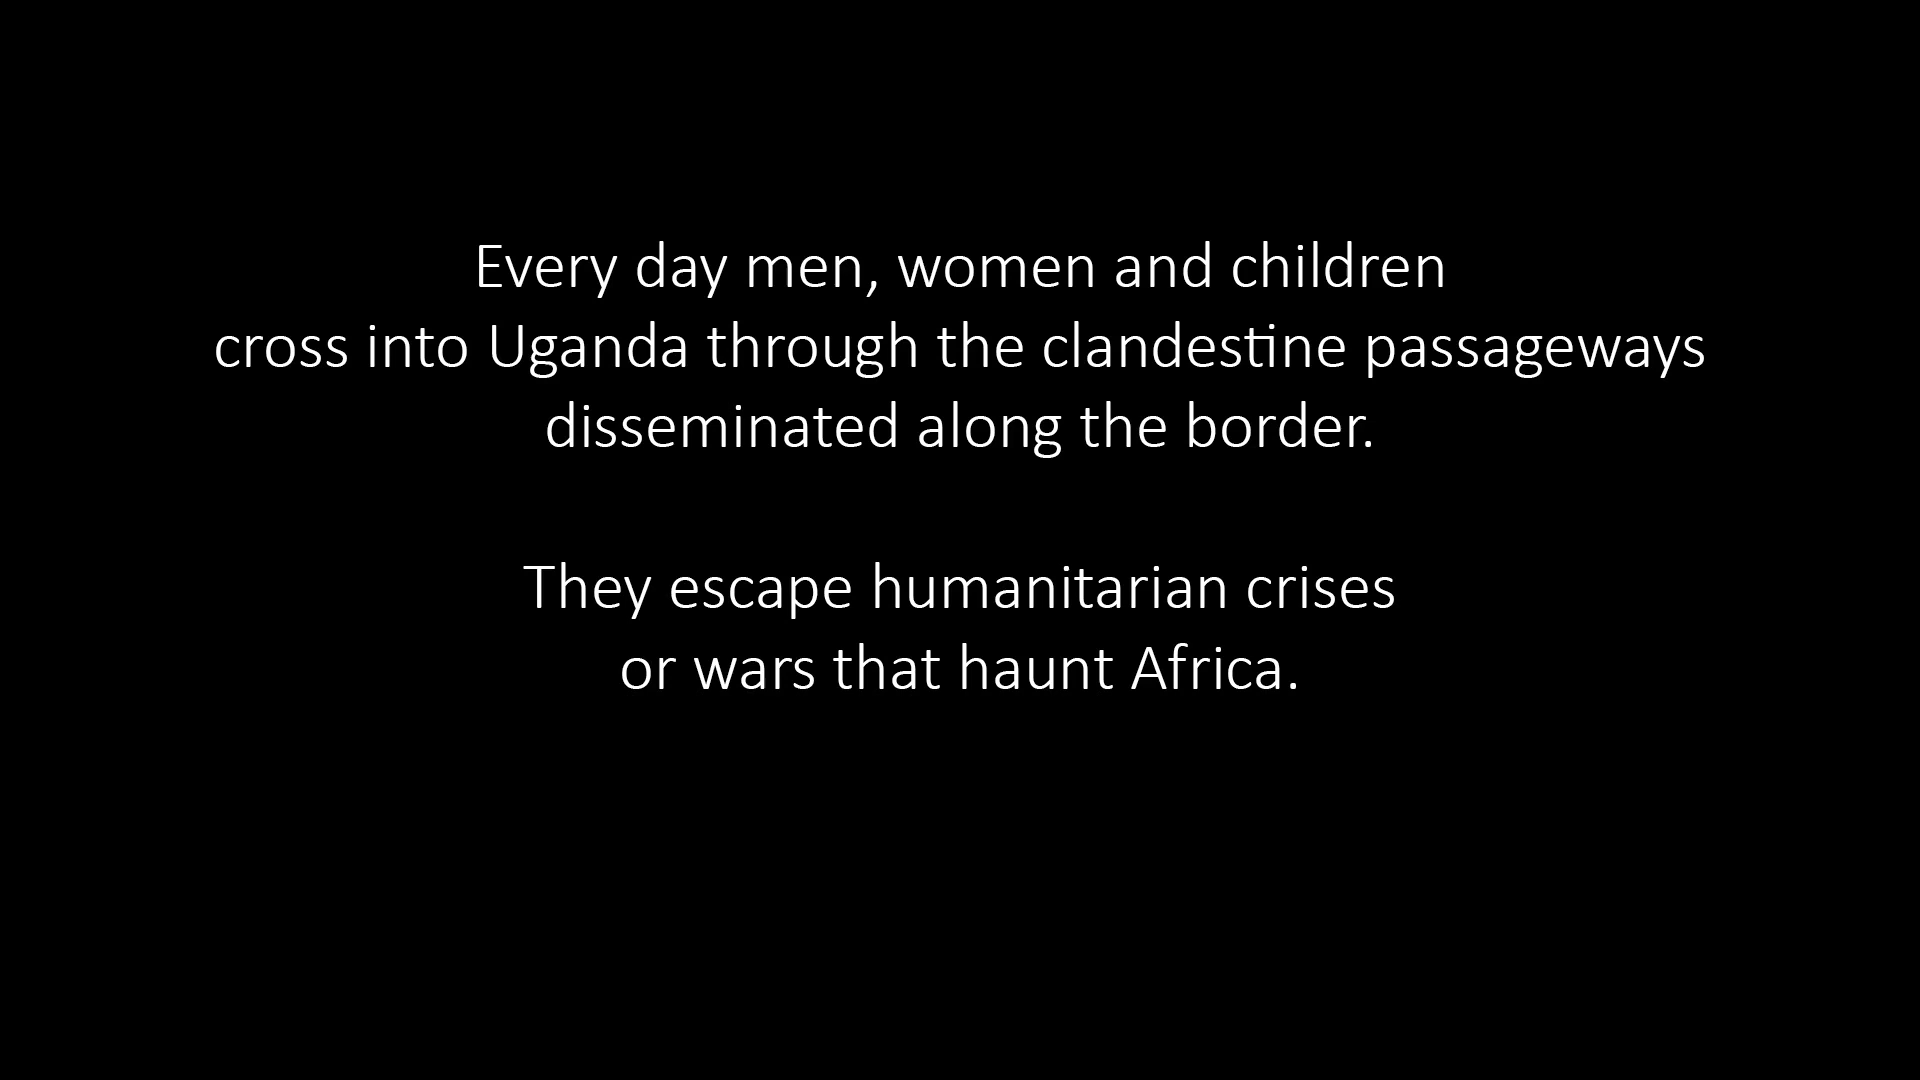 Every day men, women and children
cross into Uganda through the clandestine passageways
disseminated along the border.
They escape humanitarian crises
or wars that haunt Africa.